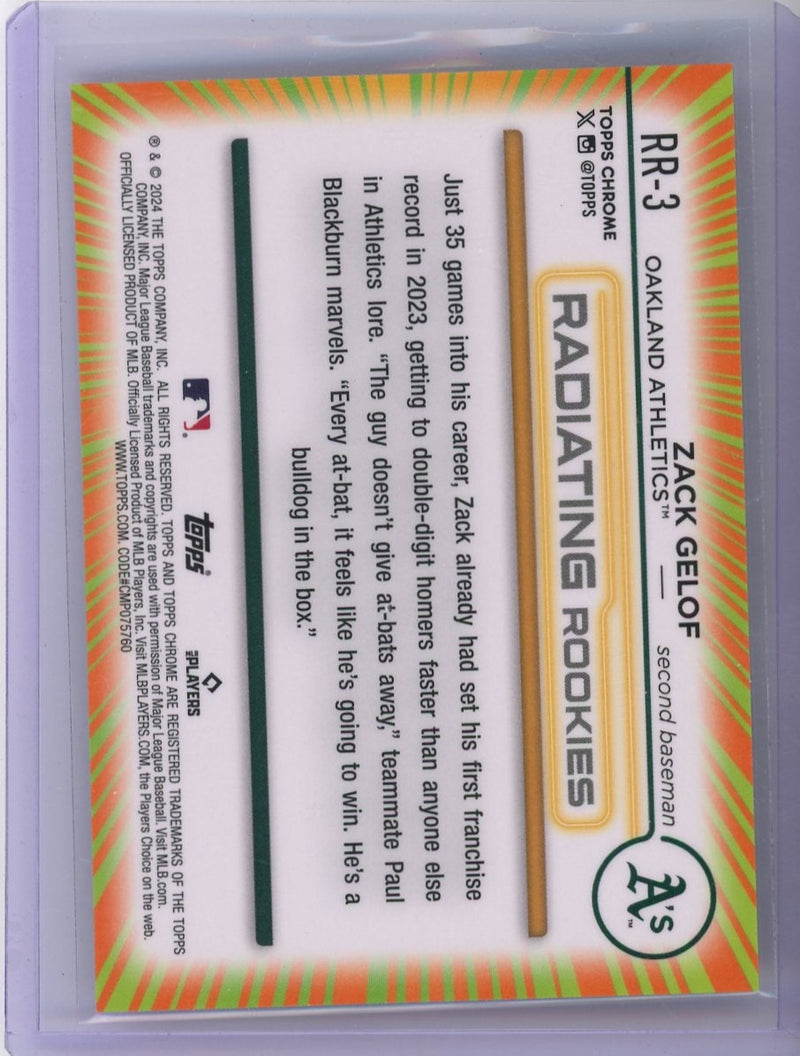 RR-3
ZACK GELOF
OAKLAND ATHLETICS™ — second baseman
A's™
TOPPS CHROME
X @TOPPS
RADIATING ROOKIES
Just 35 games into his career, Zack already had set his first franchise
record in 2023, getting to double-digit homers faster than anyone else
in Athletics lore. “The guy doesn’t give at-bats away,” teammate Paul
Blackburn marvels. “Every at-bat, it feels like he’s going to win. He’s a
bulldog in the box.”
topps®
MLB PLAYERS
® & © 2024 THE TOPPS COMPANY, INC. ALL RIGHTS RESERVED. TOPPS AND TOPPS CHROME ARE REGISTERED TRADEMARKS OF THE TOPPS
COMPANY, INC. Major League Baseball trademarks and copyrights are used with permission of Major League Baseball. Visit MLB.com.
OFFICIALLY LICENSED PRODUCT OF MLB. Officially Licensed Product of MLB Players, Inc. Visit MLBPLAYERS.COM, the Players Choice on the web.
WWW.TOPPS.COM. CODE#CMP075760